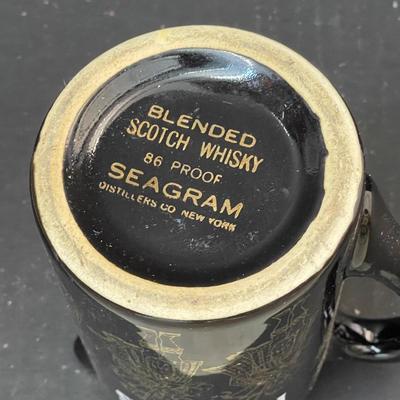 BLENDED
SCOTCH WHISKY
86 PROOF
SEAGRAM
DISTILLERS CO NEW YORK